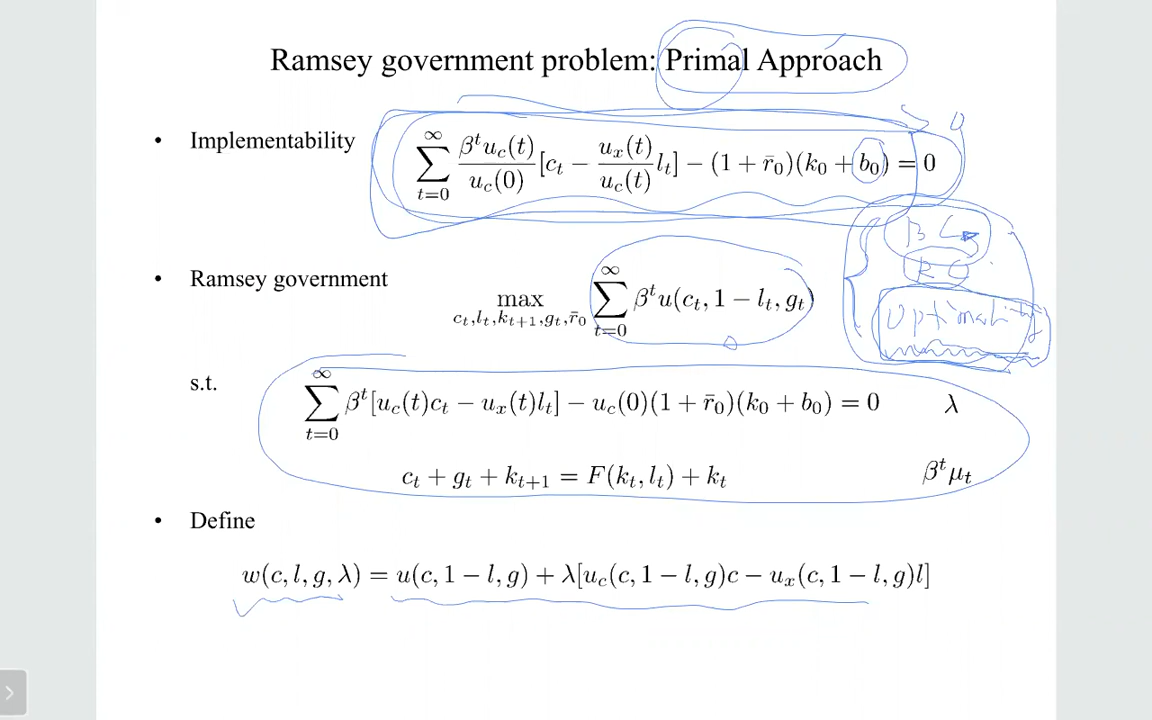 Ramsey government problem: Primal Approach
• Implementability
∞ ∑ t=0 β^t u_c(t) / u_c(0) [c_t − u_x(t) / u_c(t) l_t] − (1 + r̄_0)(k_0 + b_0) = 0
> 0
B C
R C
Optimality
• Ramsey government
max c_t,l_t,k_{t+1},g_t,r̄_0 ∞ ∑ t=0 β^t u(c_t, 1 − l_t, g_t)
s.t.
∞ ∑ t=0 β^t[u_c(t)c_t − u_x(t)l_t] − u_c(0)(1 + r̄_0)(k_0 + b_0) = 0 λ
c_t + g_t + k_{t+1} = F(k_t, l_t) + k_t β^t μ_t
• Define
w(c, l, g, λ) = u(c, 1 − l, g) + λ[u_c(c, 1 − l, g)c − u_x(c, 1 − l, g)l]